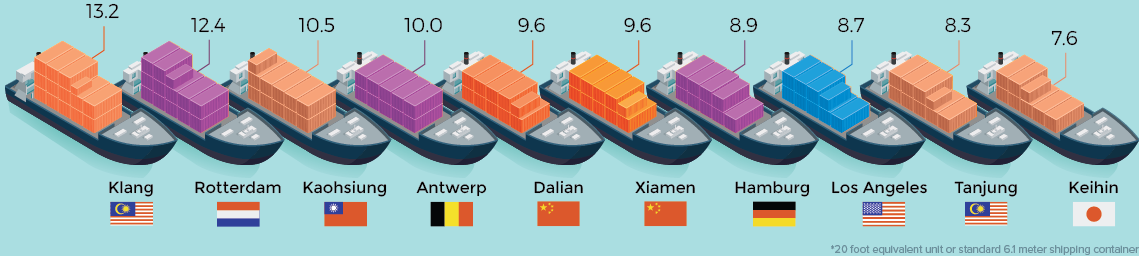 13.2
12.4
10.5
10.0
9.6
9.6
8.9
8.7
8.3
7.6
Klang
Rotterdam
Kaohsiung
Antwerp
Dalian
Xiamen
Hamburg
Los Angeles
Tanjung
Keihin
*20 foot equivalent unit or standard 6.1 meter shipping container